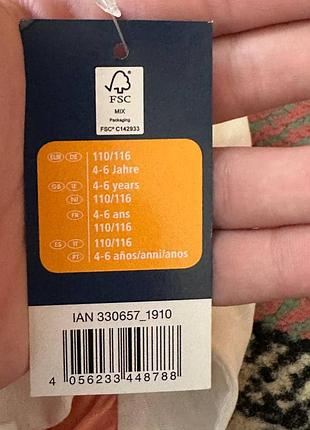 FSC
MIX
Packaging
FSC® C142933
EUR DE 110/116
4-6 Jahre
GB IE 4-6 years
NI 110/116
FR 4-6 ans
110/116
ES IT 110/116
PT 4-6 años/anni/anos
IAN 330657_1910
4 056233 448788